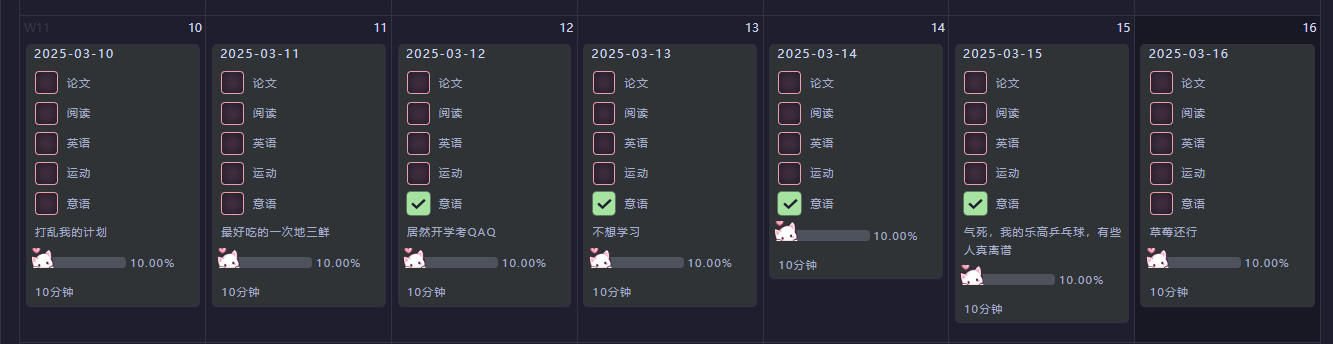 W11
10
2025-03-10
论文
阅读
英语
运动
意语
打乱我的计划
10.00%
10分钟
11
2025-03-11
论文
阅读
英语
运动
意语
最好吃的一次地三鲜
10.00%
10分钟
12
2025-03-12
论文
阅读
英语
运动
意语
居然开学考QAQ
10.00%
10分钟
13
2025-03-13
论文
阅读
英语
运动
意语
不想学习
10.00%
10分钟
14
2025-03-14
论文
阅读
英语
运动
意语
10.00%
10分钟
15
2025-03-15
论文
阅读
英语
运动
意语
气死，我的乐高乒乓球，有些
人真离谱
10.00%
10分钟
16
2025-03-16
论文
阅读
英语
运动
意语
草莓还行
10.00%
10分钟